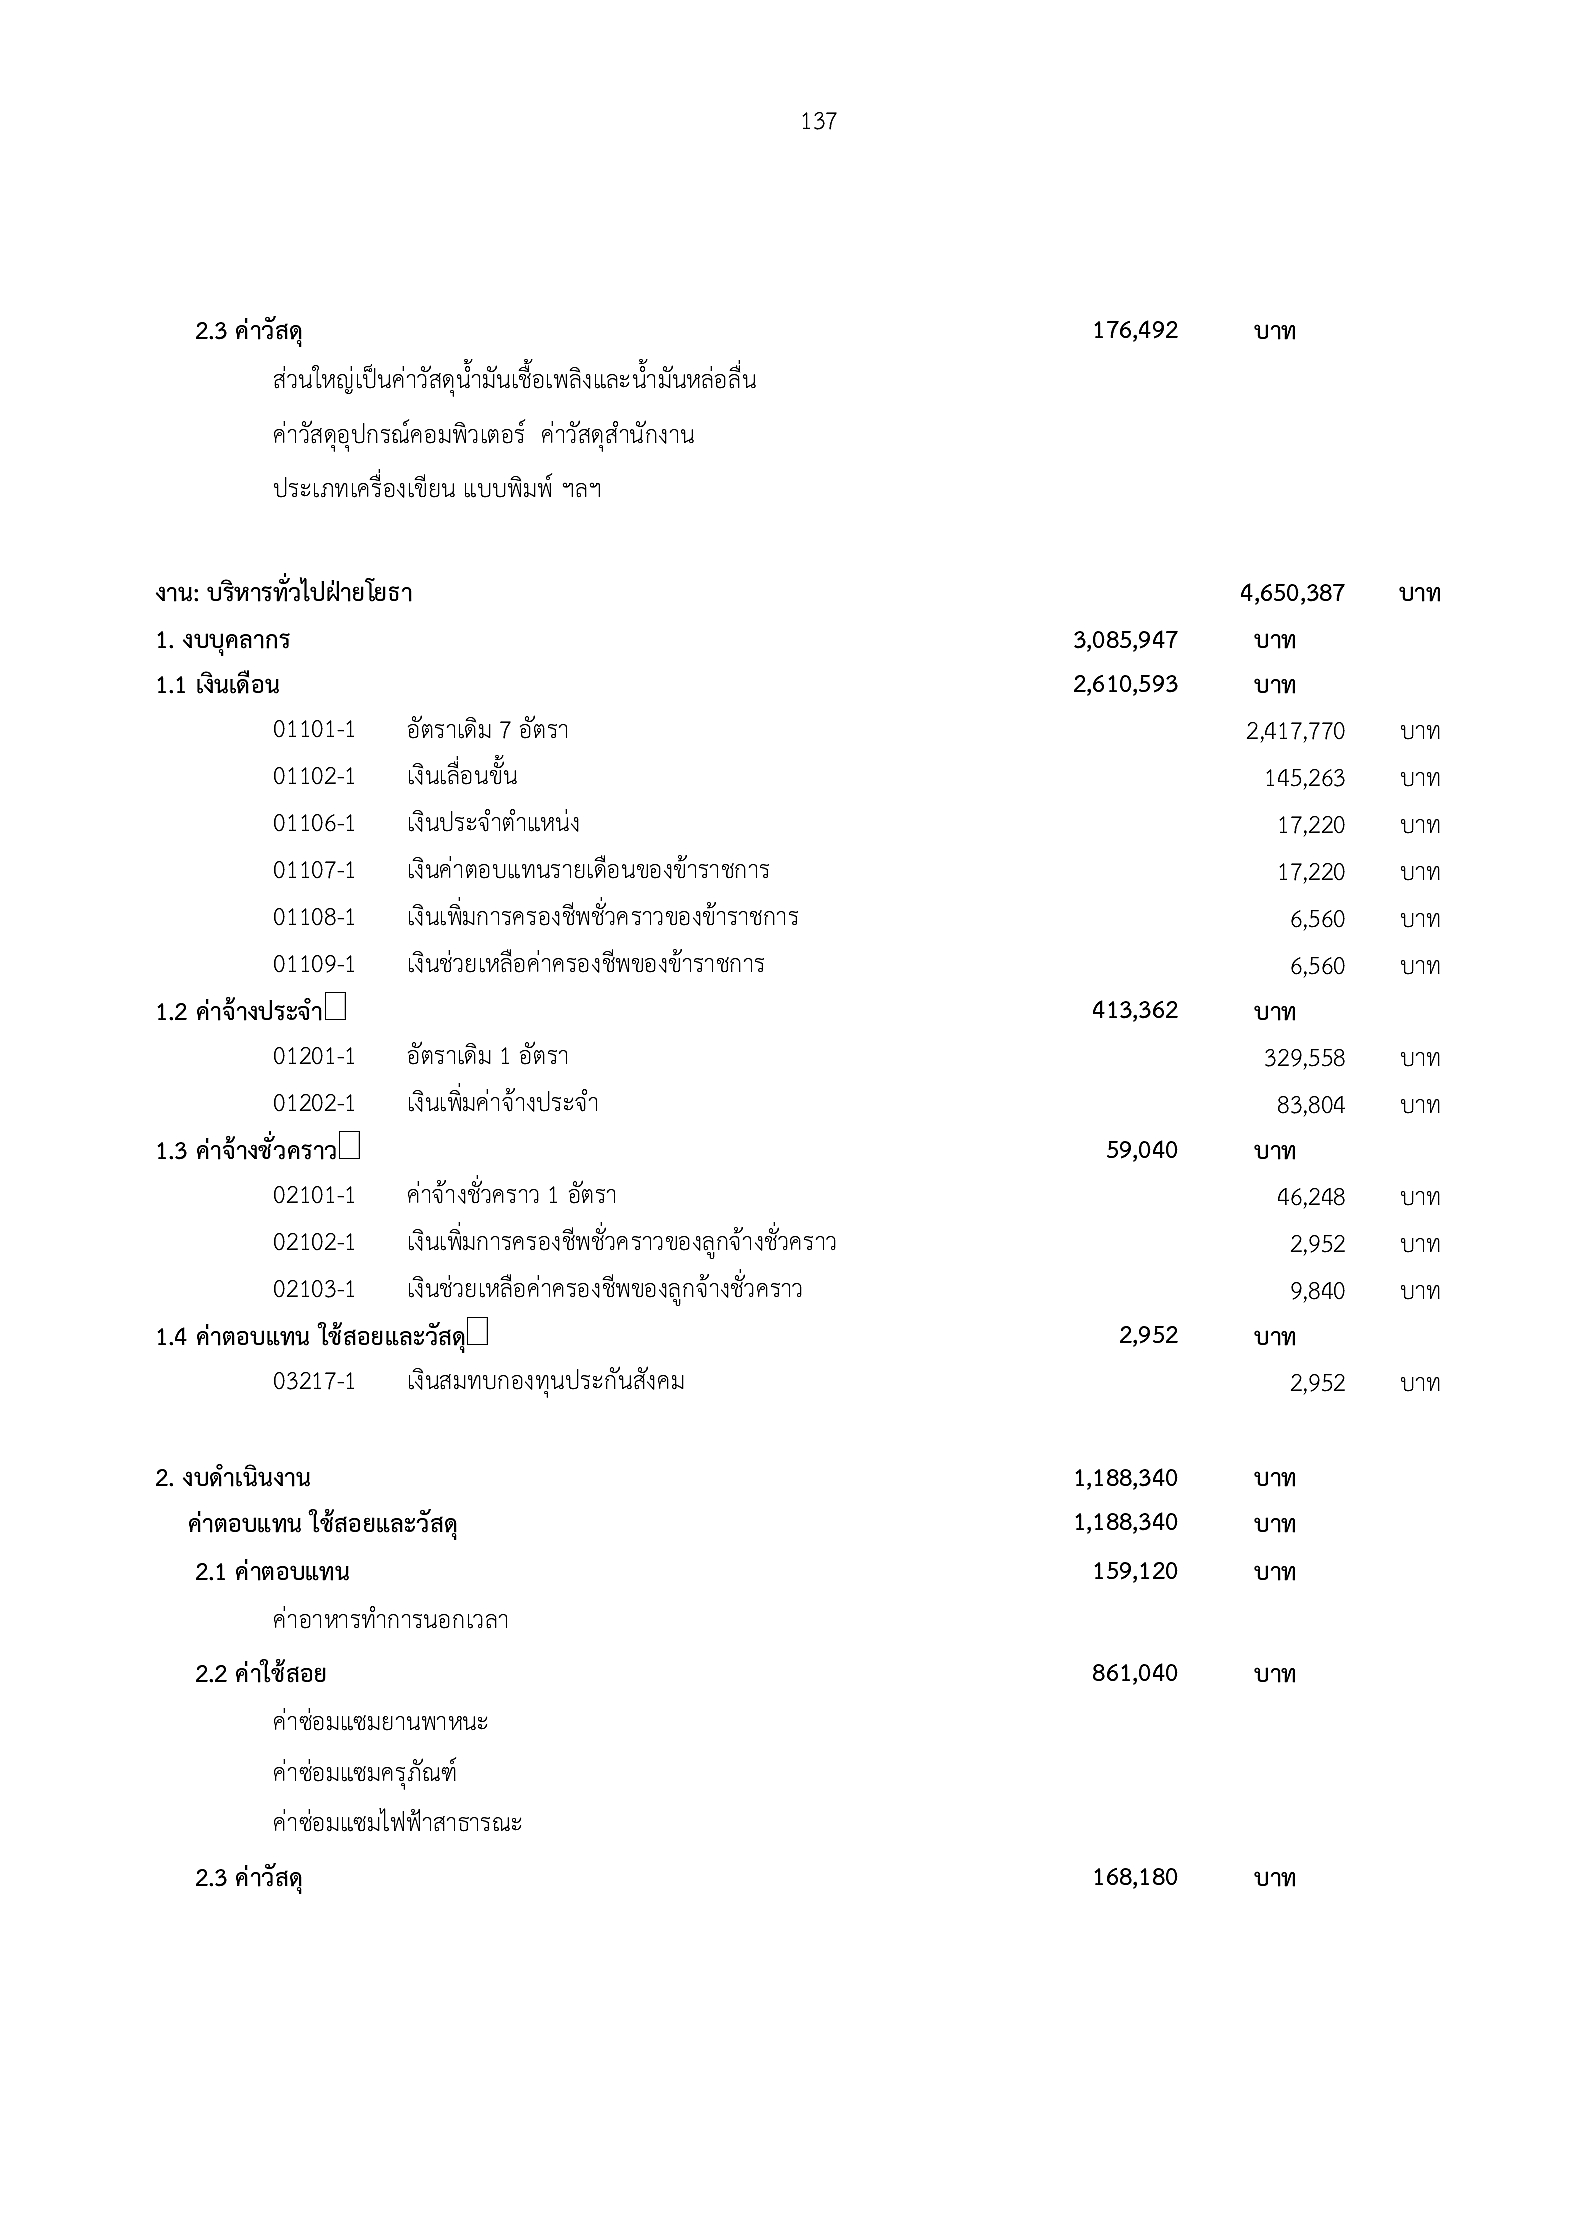 137
2.3 ค่าวัสดุ 176,492 บาท
ส่วนใหญ่เป็นค่าวัสดุน้ำมันเชื้อเพลิงและน้ำมันหล่อลื่น
ค่าวัสดุอุปกรณ์คอมพิวเตอร์ ค่าวัสดุสำนักงาน
ประเภทเครื่องเขียน แบบพิมพ์ ฯลฯ
งาน: บริหารทั่วไปฝ่ายโยธา 4,650,387 บาท
1. งบบุคลากร 3,085,947 บาท
1.1 เงินเดือน 2,610,593 บาท
01101-1 อัตราเดิม 7 อัตรา 2,417,770 บาท
01102-1 เงินเลื่อนขั้น 145,263 บาท
01106-1 เงินประจำตำแหน่ง 17,220 บาท
01107-1 เงินค่าตอบแทนรายเดือนของข้าราชการ 17,220 บาท
01108-1 เงินเพิ่มการครองชีพชั่วคราวของข้าราชการ 6,560 บาท
01109-1 เงินช่วยเหลือค่าครองชีพของข้าราชการ 6,560 บาท
1.2 ค่าจ้างประจำ 413,362 บาท
01201-1 อัตราเดิม 1 อัตรา 329,558 บาท
01202-1 เงินเพิ่มค่าจ้างประจำ 83,804 บาท
1.3 ค่าจ้างชั่วคราว 59,040 บาท
02101-1 ค่าจ้างชั่วคราว 1 อัตรา 46,248 บาท
02102-1 เงินเพิ่มการครองชีพชั่วคราวของลูกจ้างชั่วคราว 2,952 บาท
02103-1 เงินช่วยเหลือค่าครองชีพของลูกจ้างชั่วคราว 9,840 บาท
1.4 ค่าตอบแทน ใช้สอยและวัสดุ 2,952 บาท
03217-1 เงินสมทบกองทุนประกันสังคม 2,952 บาท
2. งบดำเนินงาน 1,188,340 บาท
ค่าตอบแทน ใช้สอยและวัสดุ 1,188,340 บาท
2.1 ค่าตอบแทน 159,120 บาท
ค่าอาหารทำการนอกเวลา
2.2 ค่าใช้สอย 861,040 บาท
ค่าซ่อมแซมยานพาหนะ
ค่าซ่อมแซมครุภัณฑ์
ค่าซ่อมแซมไฟฟ้าสาธารณะ
2.3 ค่าวัสดุ 168,180 บาท